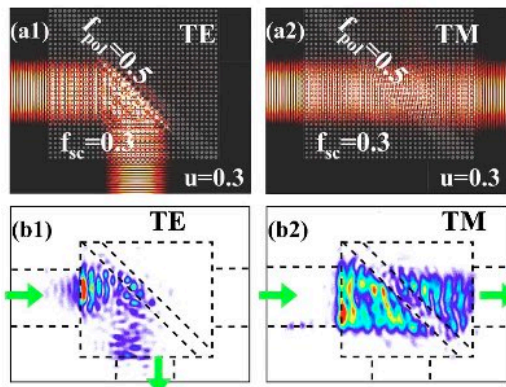 (a1)
TE
f_pol=0.5
f_sc=0.3
u=0.3
(a2)
TM
f_pol=0.5
f_sc=0.3
u=0.3
(b1)
TE
(b2)
TM